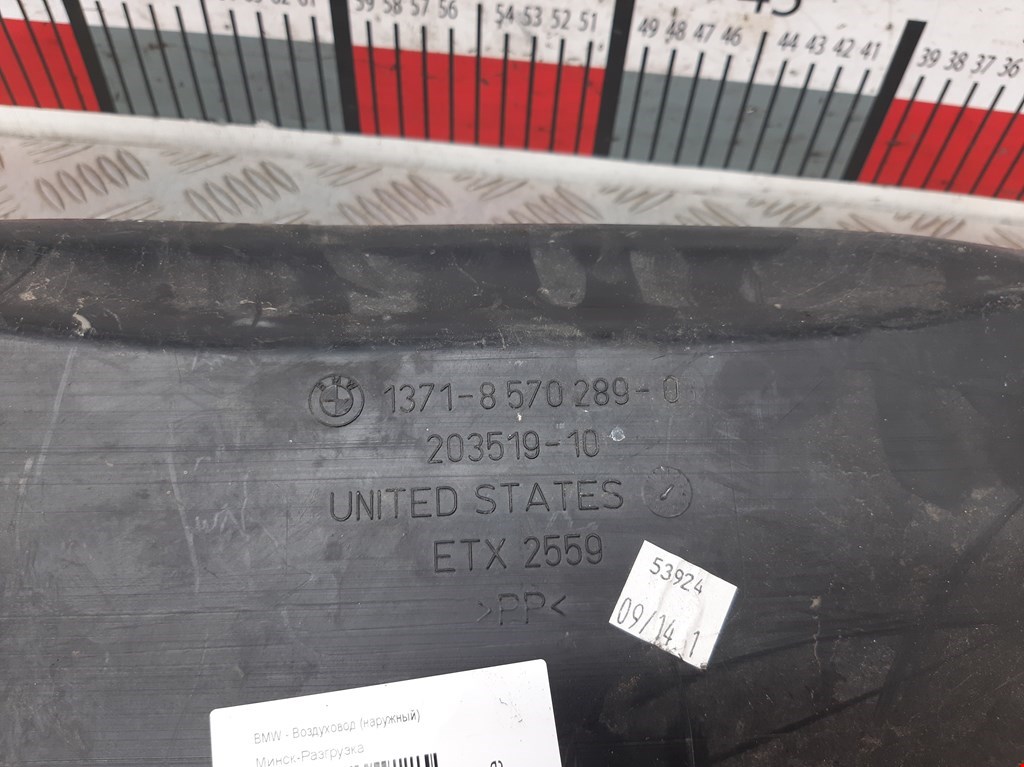 59 58 57 56 54 53 52 51 49 48 47 46 44 43 42 41 39 38 37 36
BMW 1371-8 570 289-0
203519-10
UNITED STATES
ETX 2559
>PP<
53924
09/14 1
BMW - Воздуховод (наружный)
Минск-Разгрузка